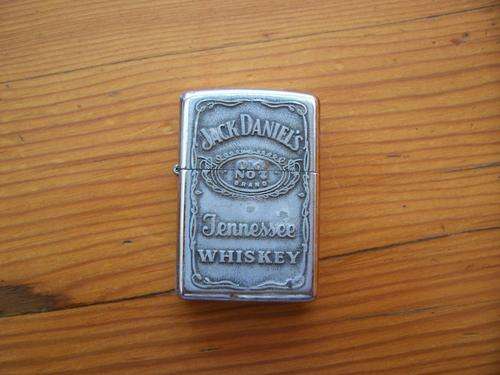 JACK DANIEL'S
OLD
NO 7
BRAND
Tennessee
WHISKEY